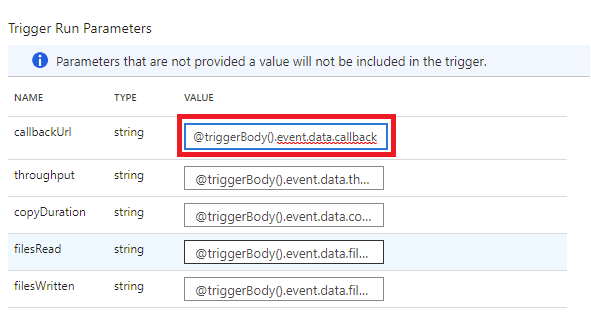 Trigger Run Parameters
Parameters that are not provided a value will not be included in the trigger.
NAME TYPE VALUE
callbackUrl string @triggerBody().event.data.callback
throughput string @triggerBody().event.data.th...
copyDuration string @triggerBody().event.data.co...
filesRead string @triggerBody().event.data.fil...
filesWritten string @triggerBody().event.data.fil...